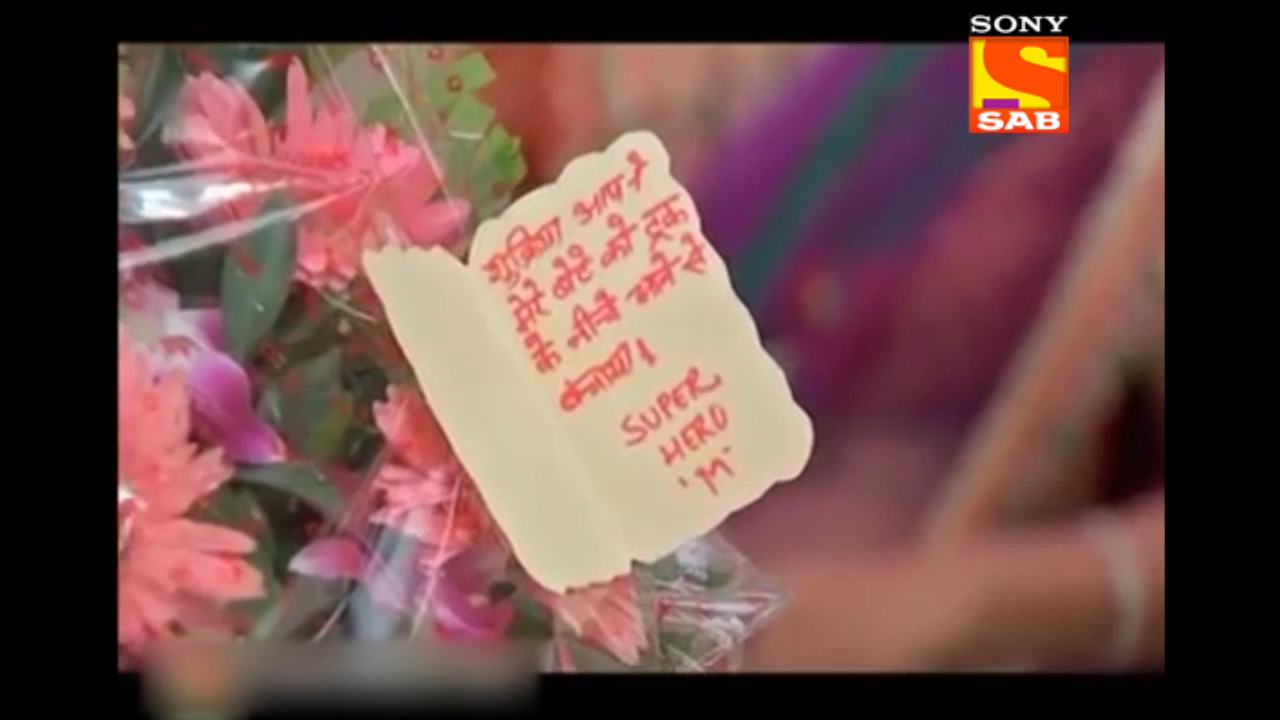 SONY
SAB
शुक्रिया आपने
मेरे बेटे को ट्रक
के नीचे आने से
बचाया।
SUPER
HERO
'M'